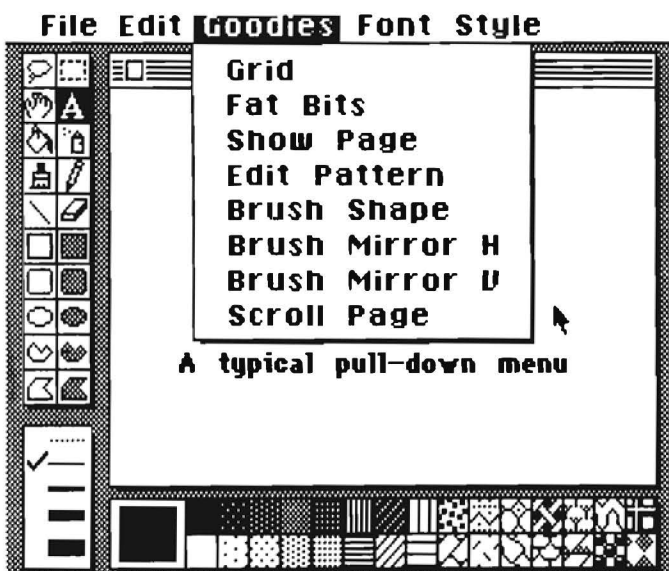 File Edit Goodies Font Style
Grid
Fat Bits
Show Page
Edit Pattern
Brush Shape
Brush Mirror H
Brush Mirror V
Scroll Page
A
A typical pull-down menu